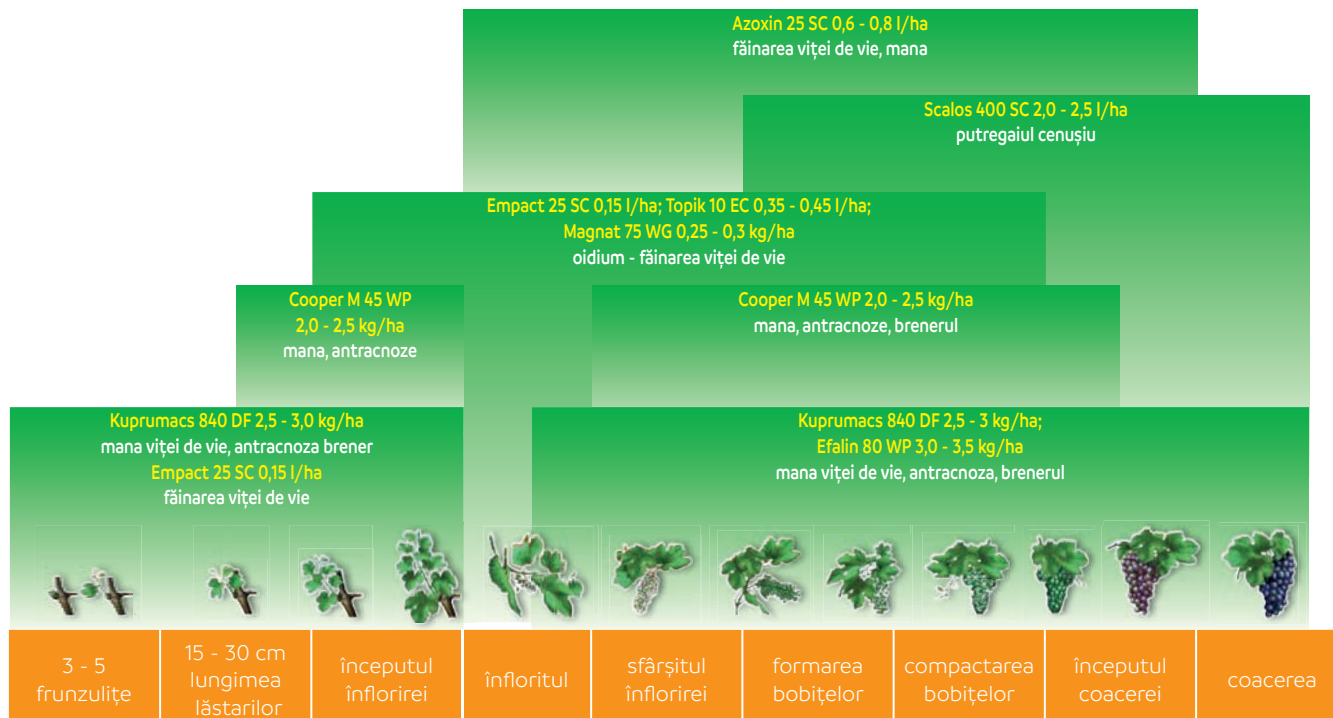 Azoxin 25 SC 0,6 - 0,8 l/ha
făinarea viței de vie, mana
Scalos 400 SC 2,0 - 2,5 l/ha
putregaiul cenușiu
Empact 25 SC 0,15 l/ha; Topik 10 EC 0,35 - 0,45 l/ha;
Magnat 75 WG 0,25 - 0,3 kg/ha
oidium - făinarea viței de vie
Cooper M 45 WP
2,0 - 2,5 kg/ha
mana, antracnoze
Cooper M 45 WP 2,0 - 2,5 kg/ha
mana, antracnoze, brenerul
Kuprumacs 840 DF 2,5 - 3,0 kg/ha
mana viței de vie, antracnoza brener
Empact 25 SC 0,15 l/ha
făinarea viței de vie
Kuprumacs 840 DF 2,5 - 3 kg/ha;
Efalin 80 WP 3,0 - 3,5 kg/ha
mana viței de vie, antracnoza, brenerul
3 - 5
frunzulițe
15 - 30 cm
lungimea
lăstarilor
începutul
înflorirei
înfloritul
sfârșitul
înflorirei
formarea
bobițelor
compactarea
bobițelor
începutul
coacerei
coacerea